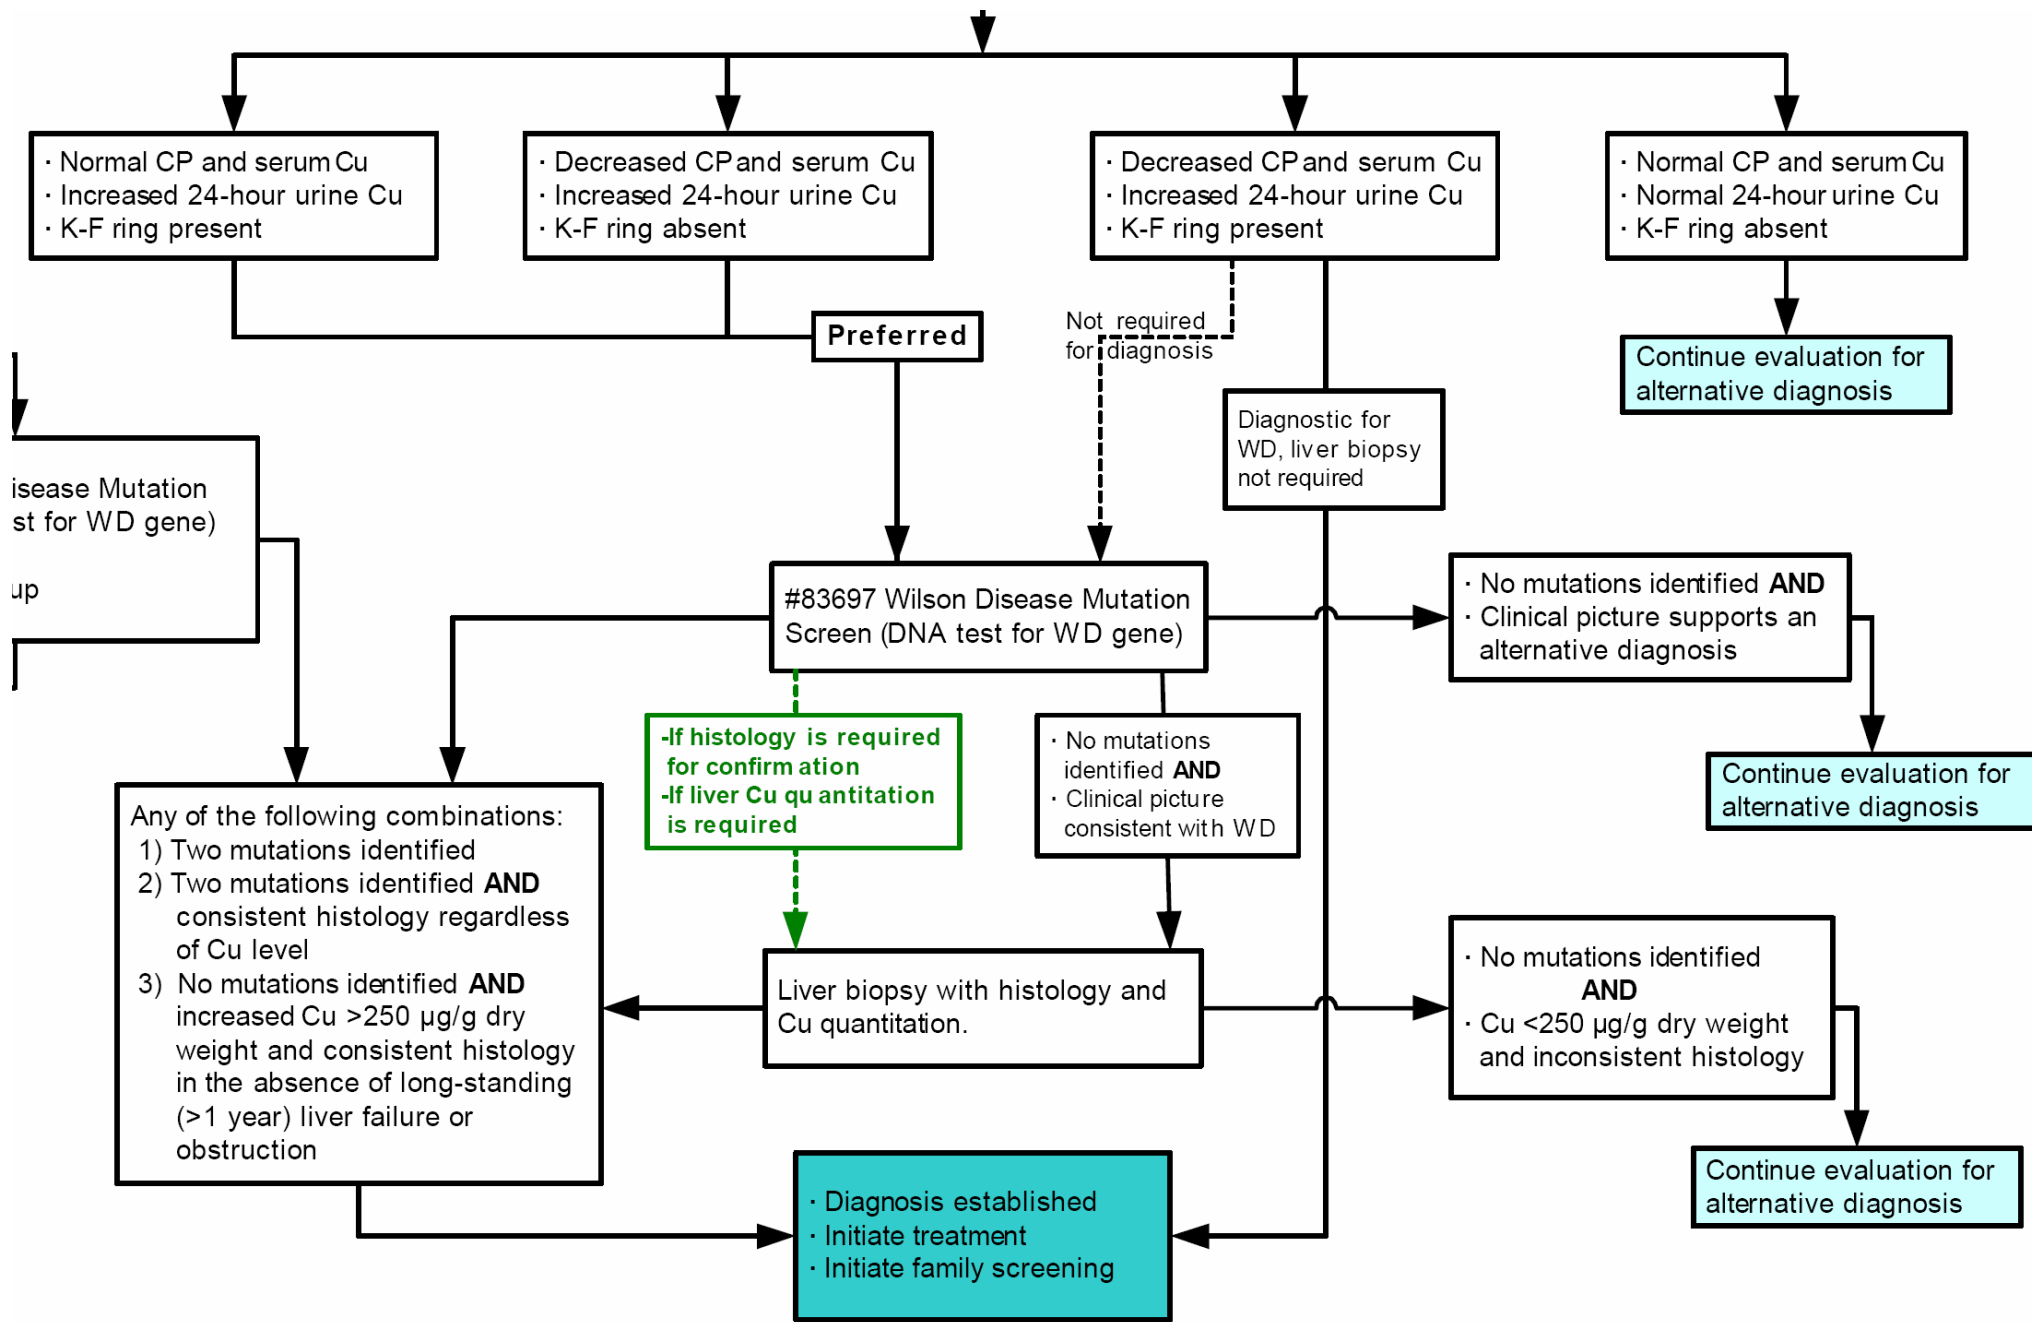 · Normal CP and serum Cu
· Increased 24-hour urine Cu
· K-F ring present
· Decreased CP and serum Cu
· Increased 24-hour urine Cu
· K-F ring absent
· Decreased CP and serum Cu
· Increased 24-hour urine Cu
· K-F ring present
· Normal CP and serum Cu
· Normal 24-hour urine Cu
· K-F ring absent
Preferred
Not required
for diagnosis
Continue evaluation for
alternative diagnosis
Diagnostic for
WD, liver biopsy
not required
isease Mutation
st for WD gene)
up
#83697 Wilson Disease Mutation
Screen (DNA test for WD gene)
· No mutations identified AND
· Clinical picture supports an
alternative diagnosis
-If histology is required
for confirmation
-If liver Cu quantitation
is required
· No mutations
identified AND
· Clinical picture
consistent with WD
Continue evaluation for
alternative diagnosis
Any of the following combinations:
1) Two mutations identified
2) Two mutations identified AND
consistent histology regardless
of Cu level
3) No mutations identified AND
increased Cu >250 µg/g dry
weight and consistent histology
in the absence of long-standing
(>1 year) liver failure or
obstruction
Liver biopsy with histology and
Cu quantitation.
· No mutations identified
AND
· Cu <250 µg/g dry weight
and inconsistent histology
Continue evaluation for
alternative diagnosis
· Diagnosis established
· Initiate treatment
· Initiate family screening